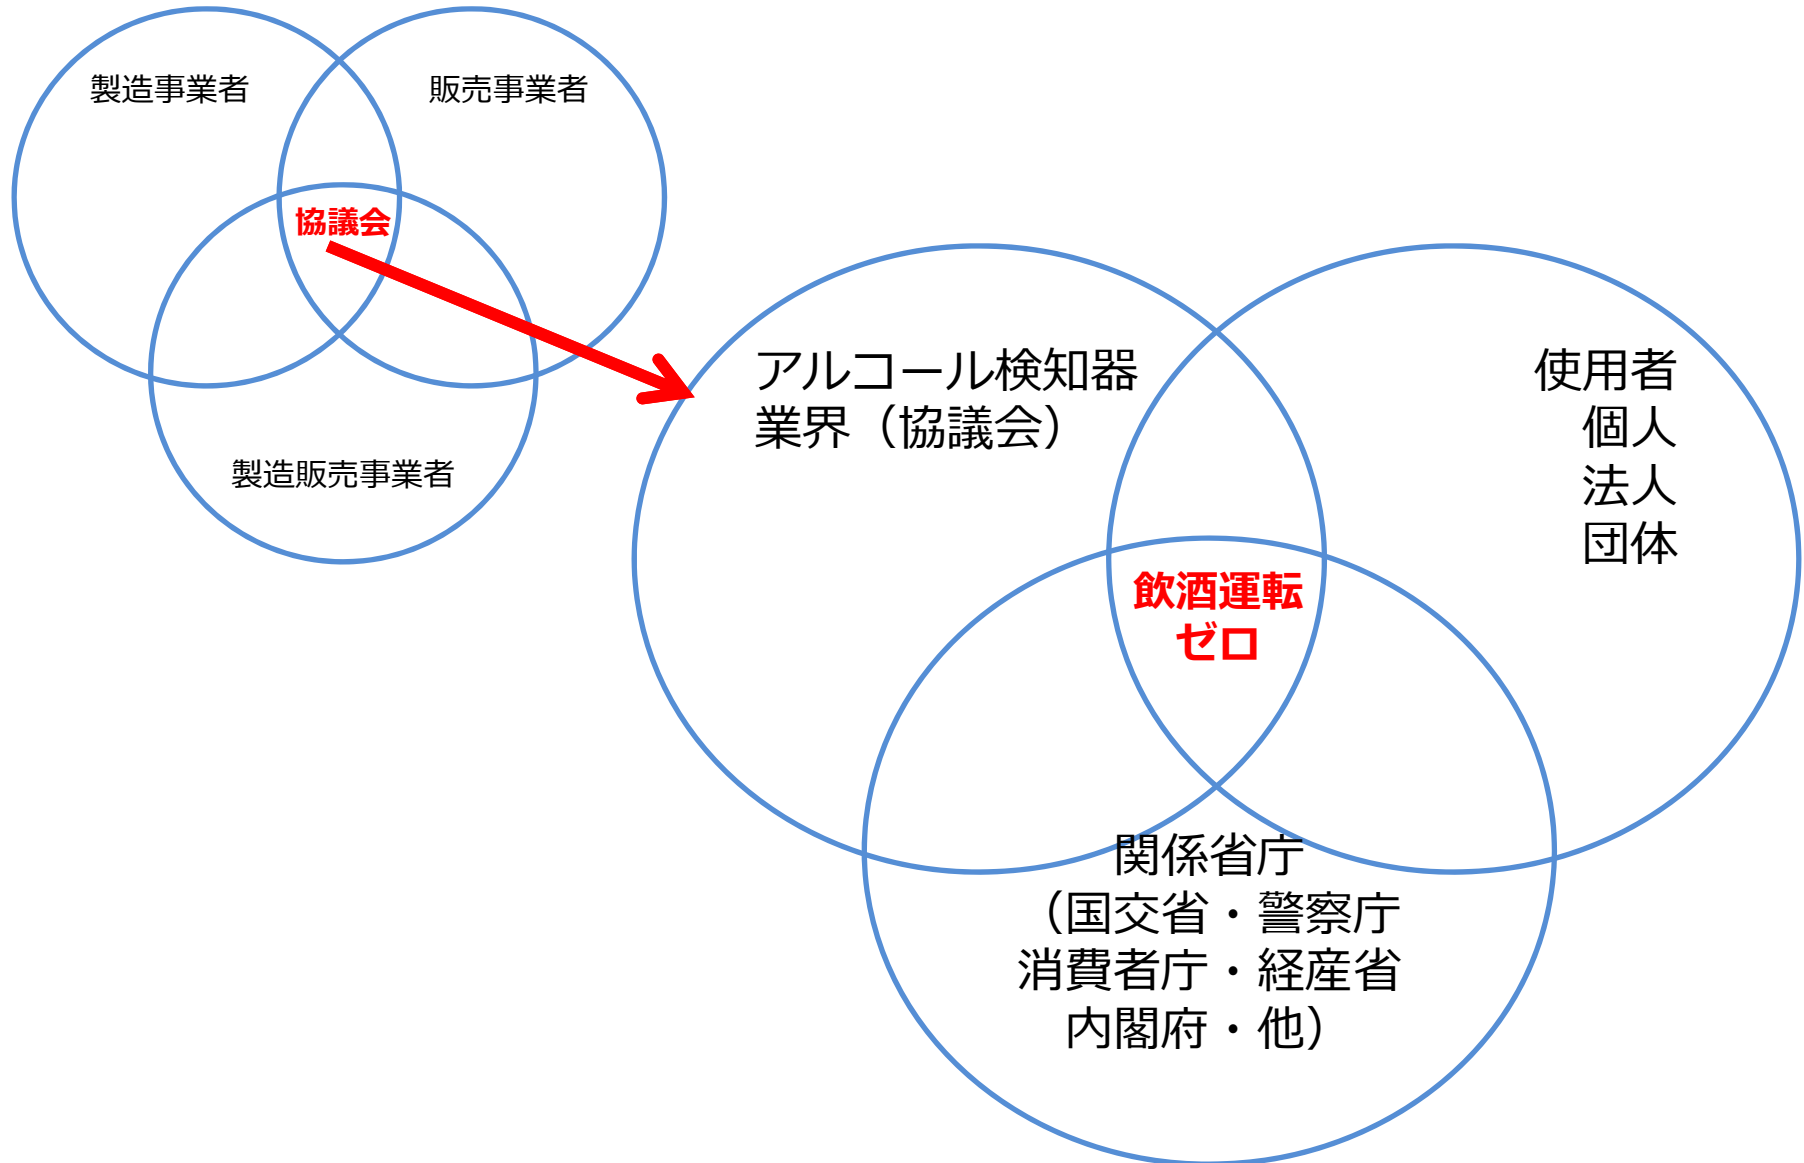 製造事業者
販売事業者
協議会
製造販売事業者
アルコール検知器
業界（協議会）
使用者
個人
法人
団体
飲酒運転
ゼロ
関係省庁
（国交省・警察庁
消費者庁・経産省
内閣府・他）